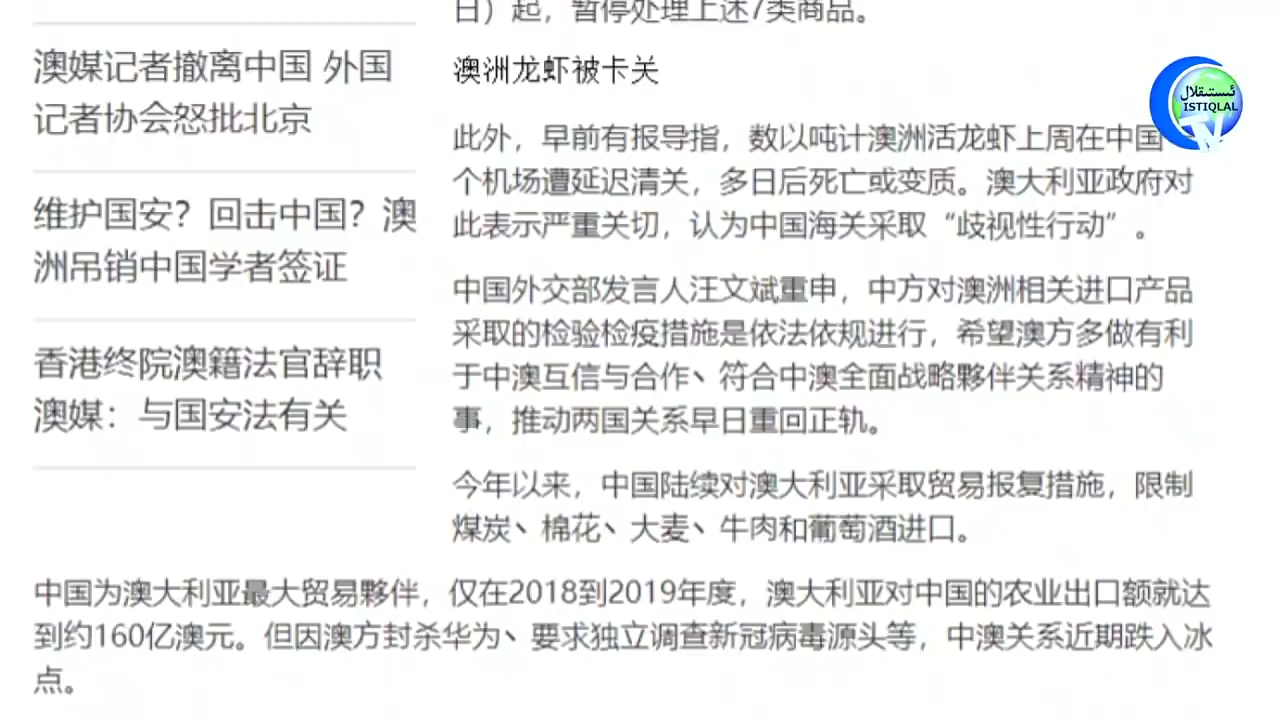 澳媒记者撤离中国 外国
记者协会怒批北京
维护国安？回击中国？澳
洲吊销中国学者签证
香港终院澳籍法官辞职
澳媒：与国安法有关
日）起，暂停处理上述7类商品。
澳洲龙虾被卡关
此外，早前有报导指，数以吨计澳洲活龙虾上周在中国
个机场遭延迟清关，多日后死亡或变质。澳大利亚政府对
此表示严重关切，认为中国海关采取“歧视性行动”。
中国外交部发言人汪文斌重申，中方对澳洲相关进口产品
采取的检验检疫措施是依法依规进行，希望澳方多做有利
于中澳互信与合作、符合中澳全面战略夥伴关系精神的
事，推动两国关系早日重回正轨。
今年以来，中国陆续对澳大利亚采取贸易报复措施，限制
煤炭、棉花、大麦、牛肉和葡萄酒进口。
中国为澳大利亚最大贸易夥伴，仅在2018到2019年度，澳大利亚对中国的农业出口额就达
到约160亿澳元。但因澳方封杀华为、要求独立调查新冠病毒源头等，中澳关系近期跌入冰
点。
ئىستىقلال
ISTIQLAL
TV